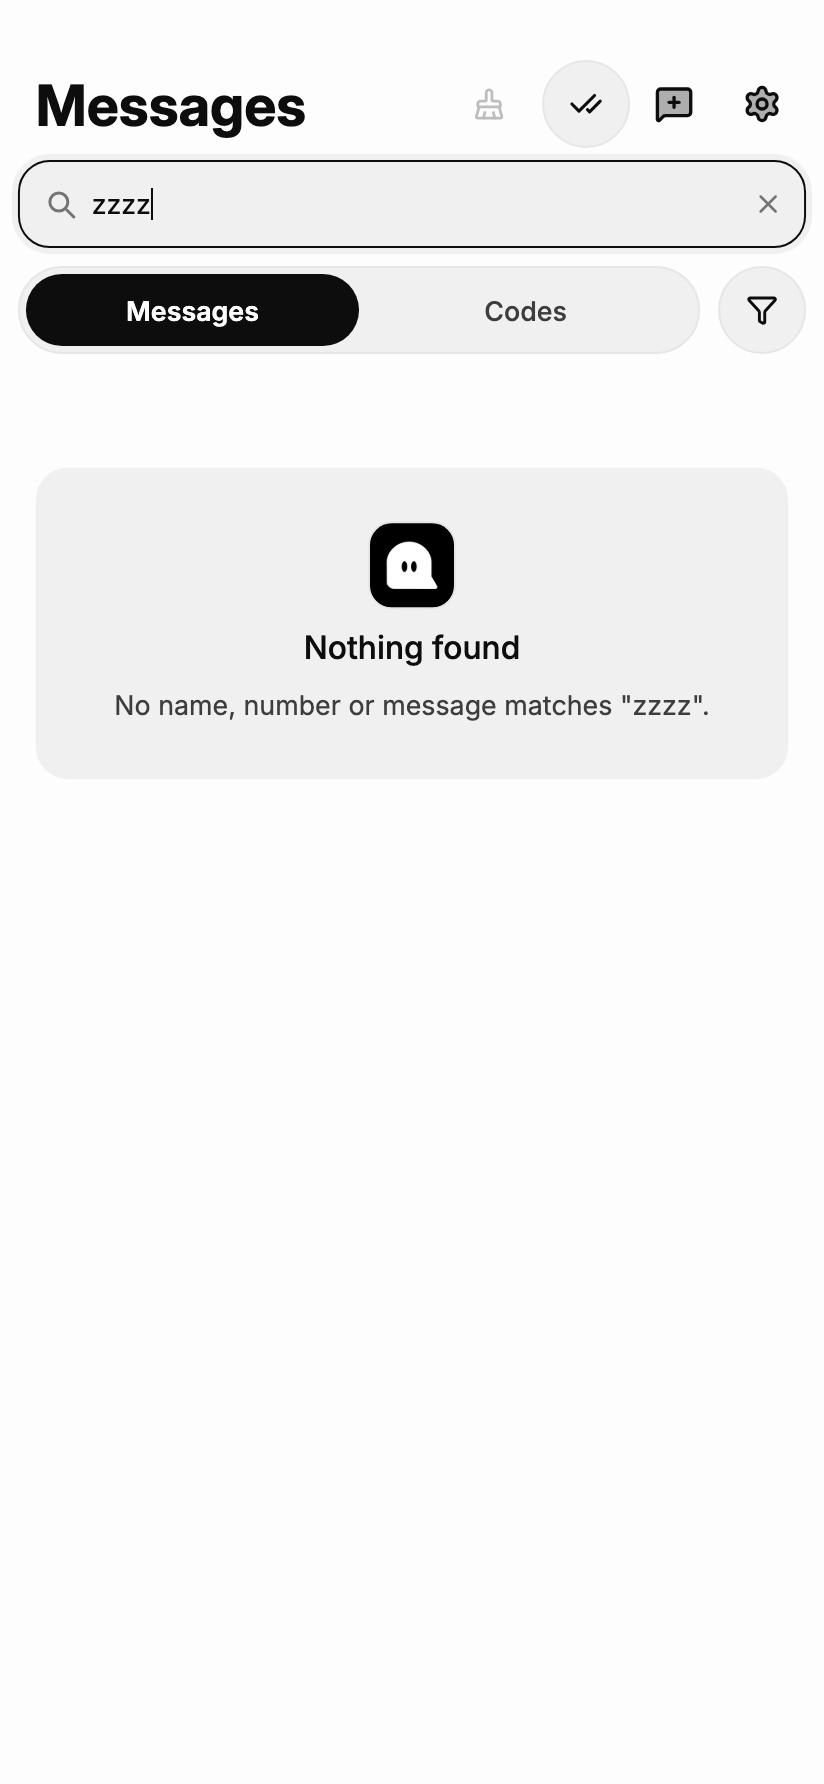 Messages
zzzz
Messages
Codes
Nothing found
No name, number or message matches "zzzz".